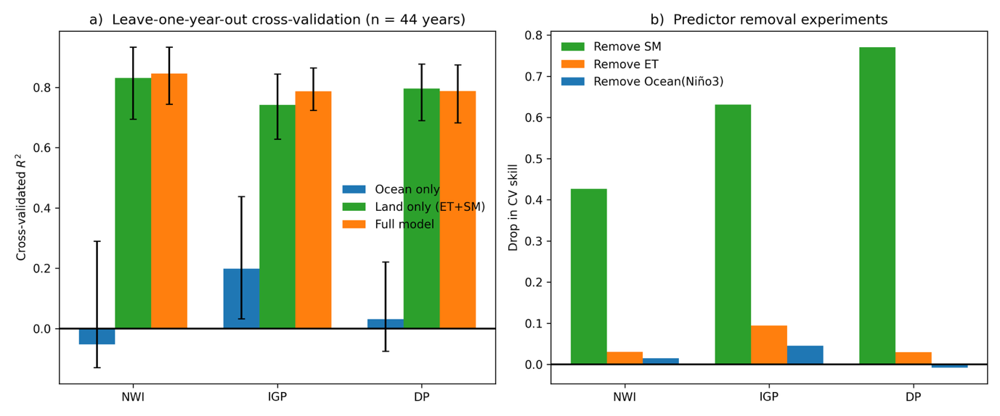 a)  Leave-one-year-out cross-validation (n = 44 years)
Cross-validated R²
0.8
0.6
0.4
0.2
0.0
Ocean only
Land only (ET+SM)
Full model
NWI
IGP
DP
b)  Predictor removal experiments
Drop in CV skill
0.8
0.7
0.6
0.5
0.4
0.3
0.2
0.1
0.0
Remove SM
Remove ET
Remove Ocean(Niño3)
NWI
IGP
DP